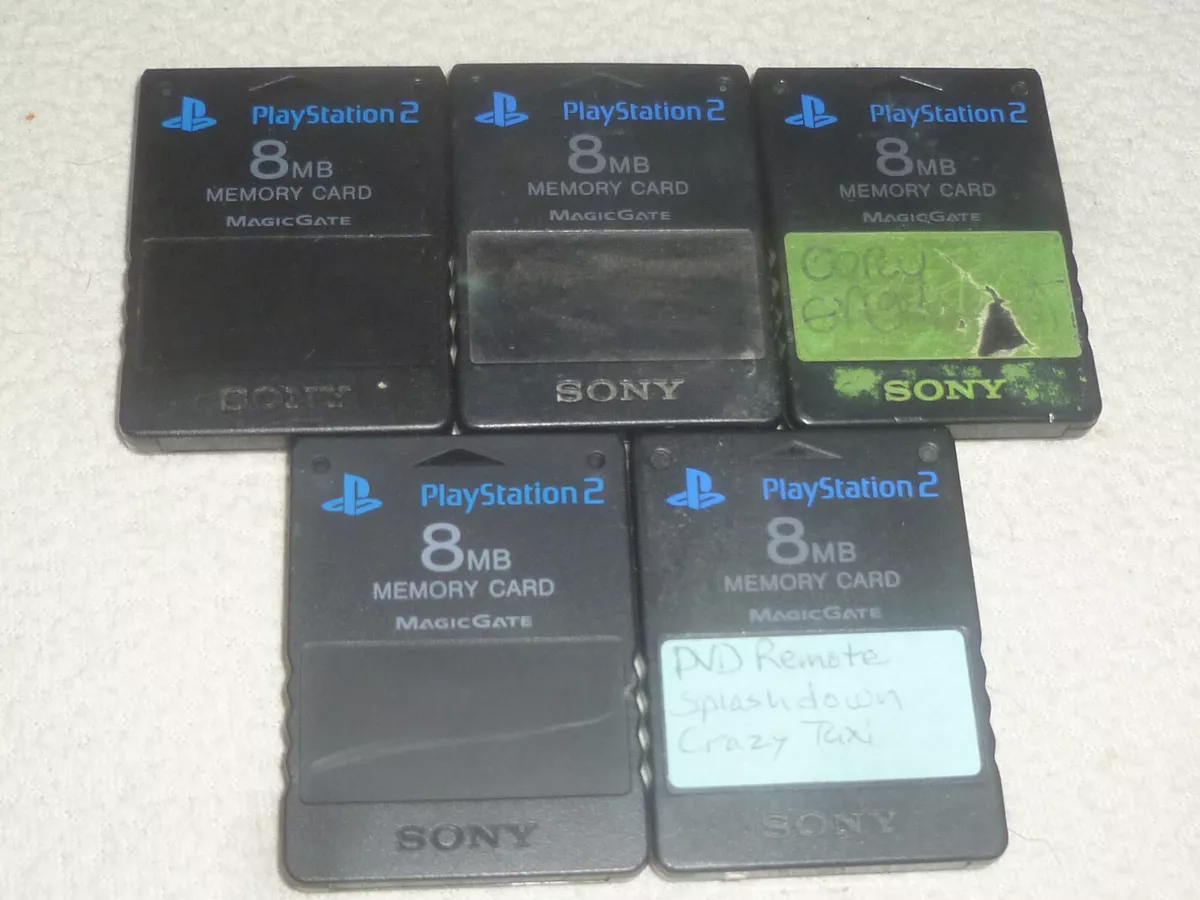 PlayStation 2
8MB
MEMORY CARD
MAGICGATE
SONY
PlayStation 2
8MB
MEMORY CARD
MAGICGATE
SONY
PlayStation 2
8MB
MEMORY CARD
MAGICGATE
Corey
SONY
PlayStation 2
8MB
MEMORY CARD
MAGICGATE
SONY
PlayStation 2
8MB
MEMORY CARD
MAGICGATE
DVD Remote
Splashdown
Crazy Taxi
SONY